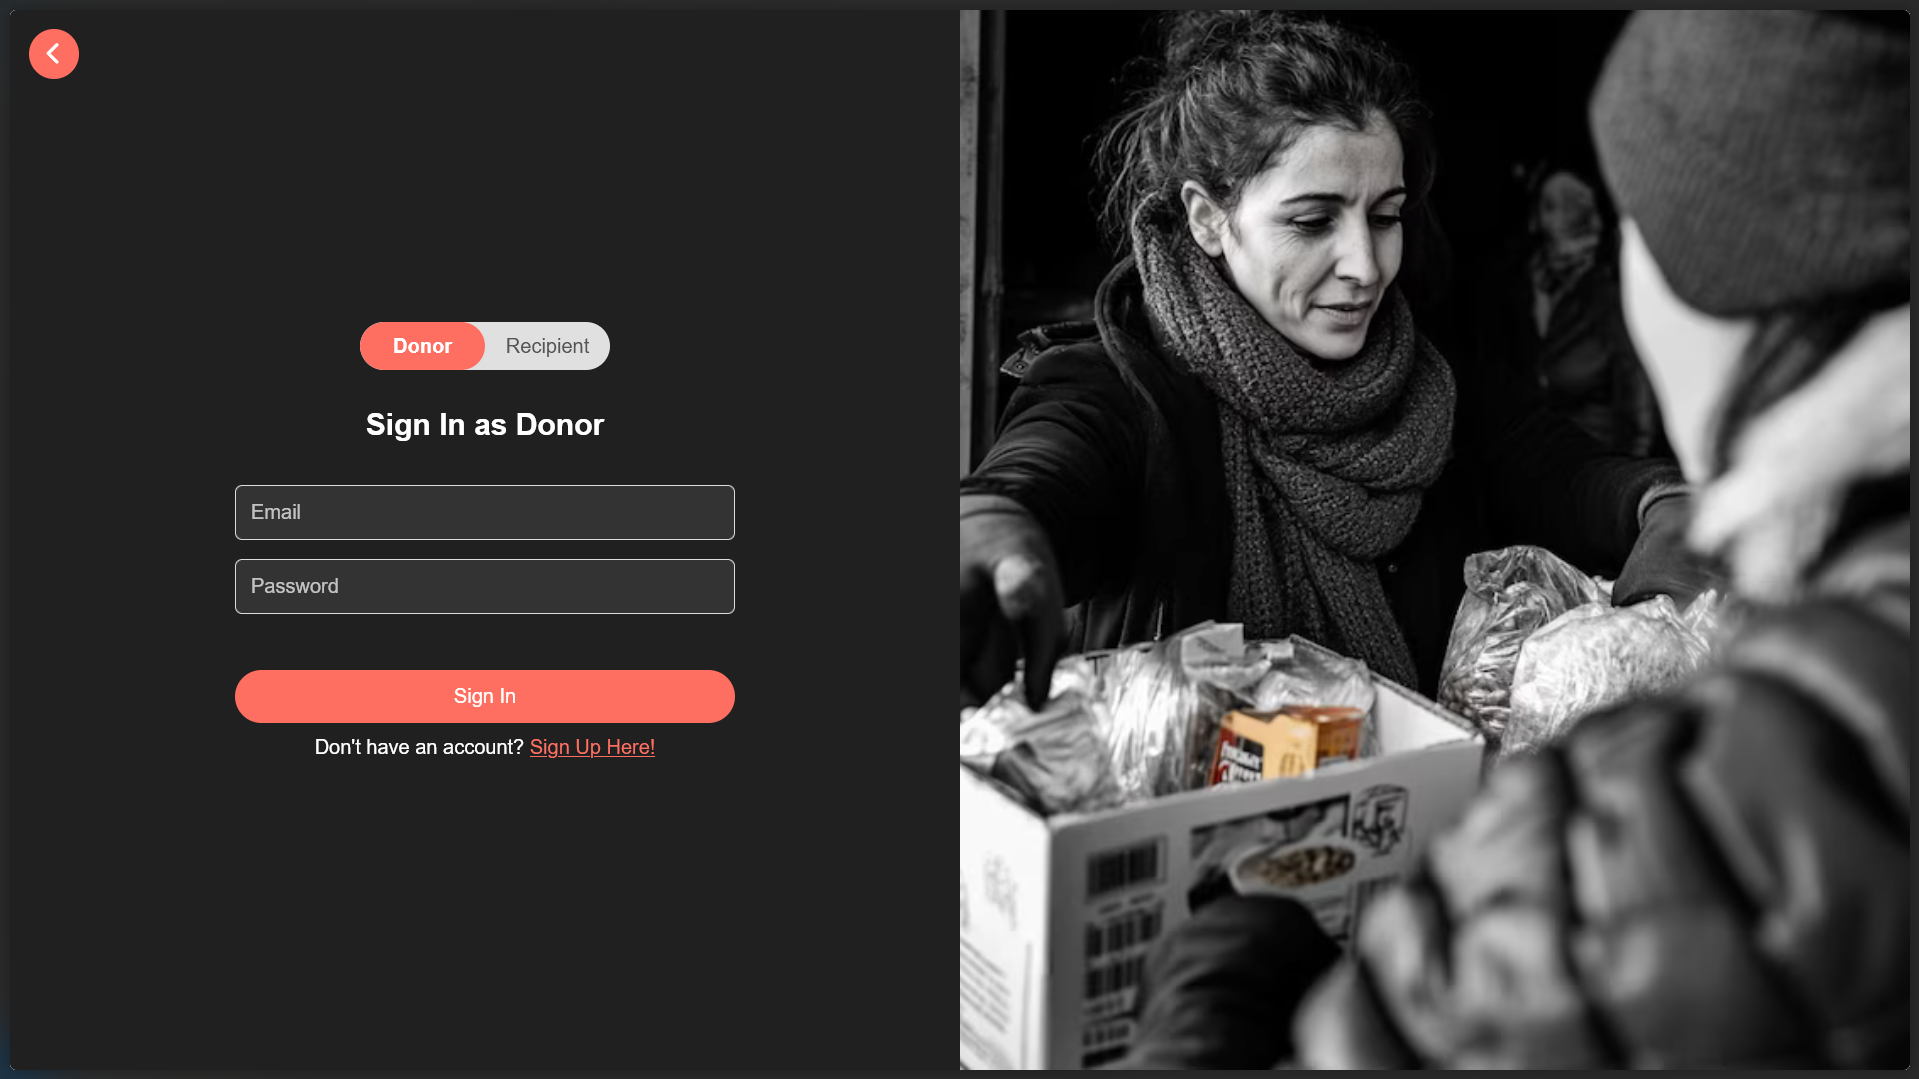 Donor Recipient
Sign In as Donor
Email
Password
Sign In
Don't have an account? Sign Up Here!